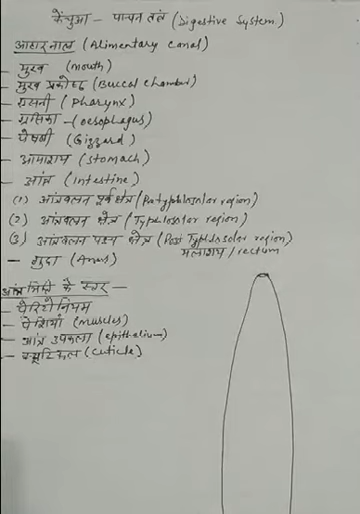 केंचुआ - पाचन तंत्र (Digestive System)
आहारनाल (Alimentary Canal)
- मुख (Mouth)
- मुख प्रकोष्ठ (Buccal Chamber)
- ग्रसनी (Pharynx)
- ग्रसिका - (Oesophagus)
- पेषणी (Gizzard)
- आमाशय (Stomach)
- आंत्र (Intestine)
(1) आंत्रवलन पूर्व क्षेत्र (Region)
(2) आंत्रवलन क्षेत्र (Typhlosolar region)
(3) आंत्रवलन पश्च क्षेत्र (Post Typhlosolar region)
मलाशय / rectum
- गुदा (Anus)
आंत्र भित्ति के स्तर -
- पेरिटोनियम
- पेशियां (muscles)
- आंत्र उपकला (epithelium)
- क्यूटिकल (cuticle)